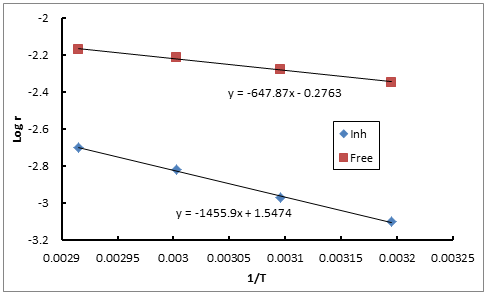 -2
-2.2
-2.4
-2.6
-2.8
-3
-3.2
Log r
y = -647.87x - 0.2763
Inh
Free
y = -1455.9x + 1.5474
0.0029 0.00295 0.003 0.00305 0.0031 0.00315 0.0032 0.00325
1/T